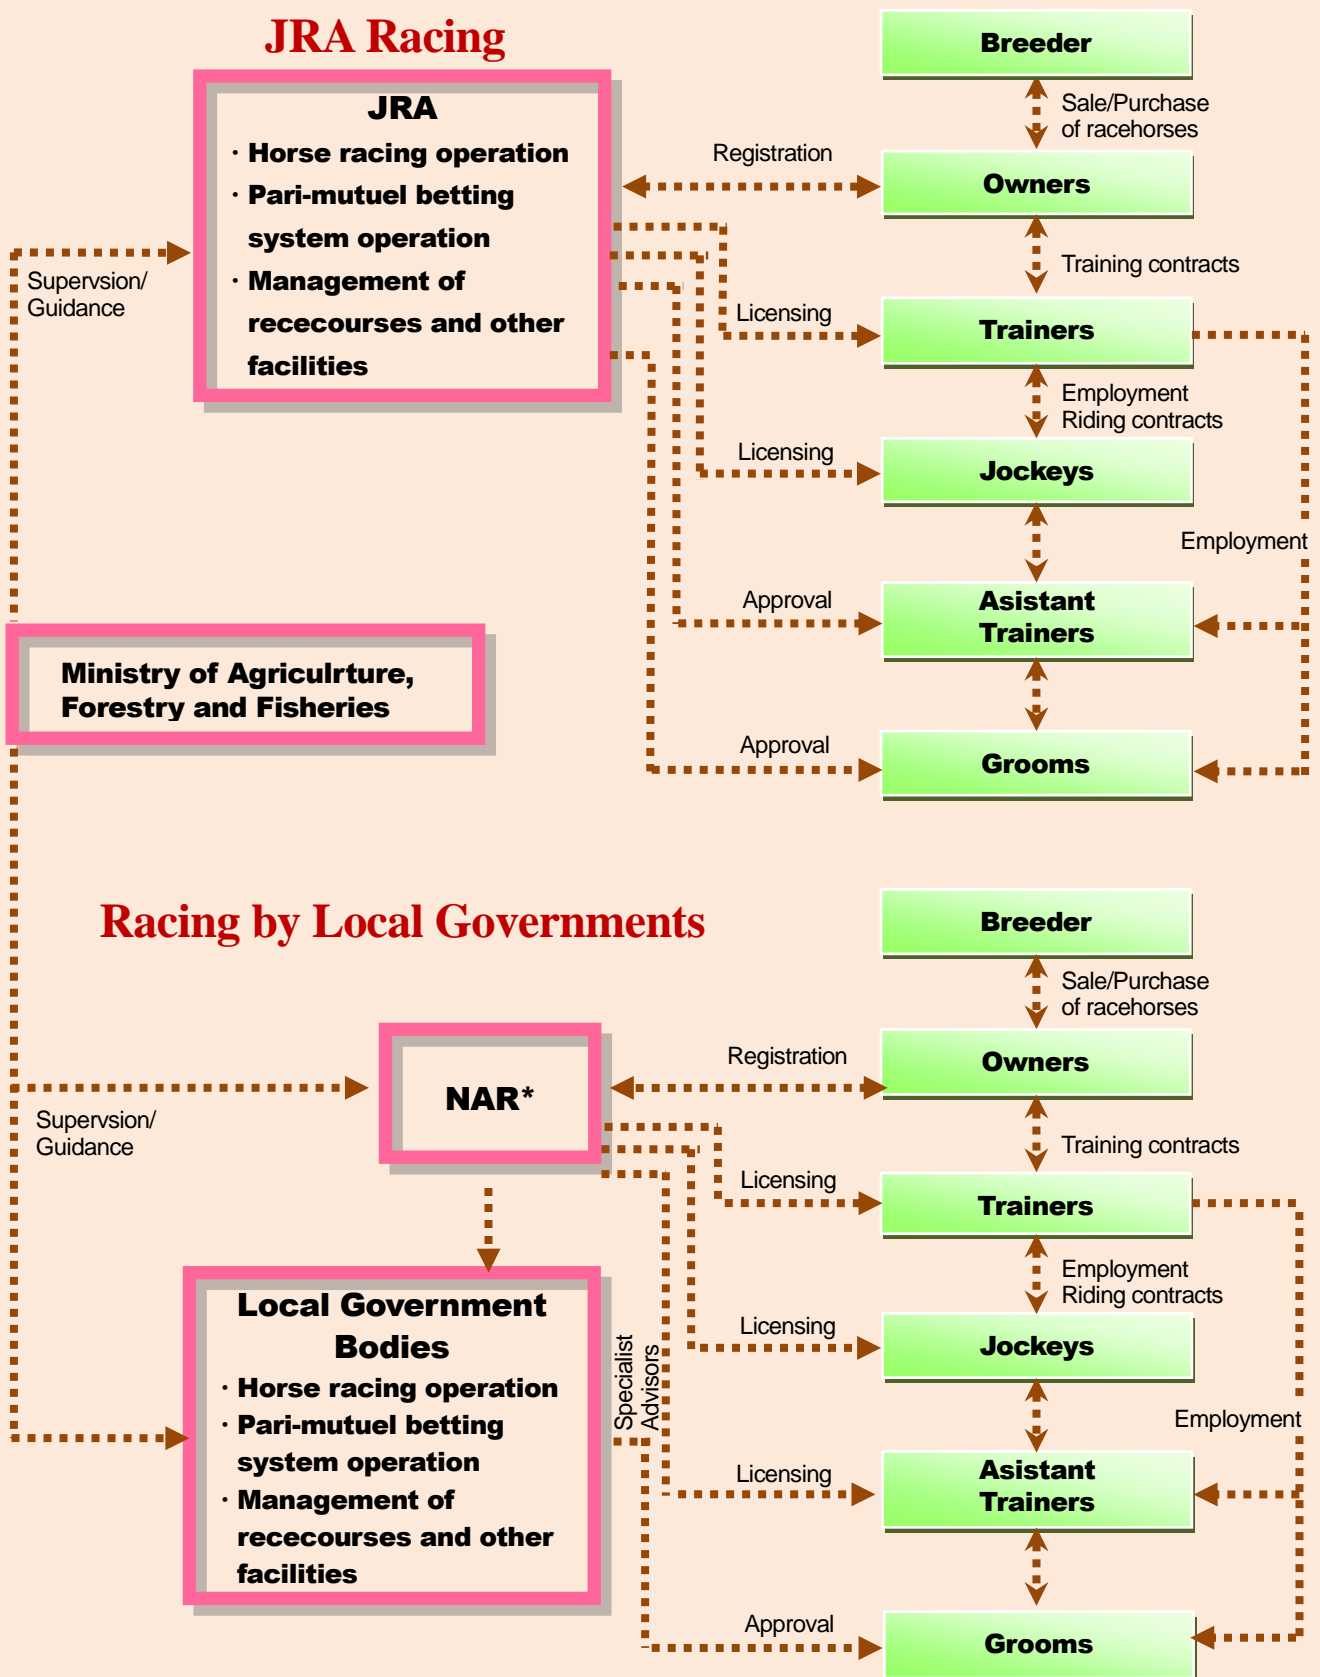 JRA Racing
JRA
· Horse racing operation
· Pari-mutuel betting
system operation
· Management of
rececourses and other
facilities
Supervsion/
Guidance
Registration
Licensing
Licensing
Approval
Approval
Breeder
Sale/Purchase
of racehorses
Owners
Training contracts
Trainers
Employment
Riding contracts
Jockeys
Employment
Asistant
Trainers
Grooms
Ministry of Agriculrture,
Forestry and Fisheries
Racing by Local Governments
NAR*
Supervsion/
Guidance
Local Government
Bodies
· Horse racing operation
· Pari-mutuel betting
system operation
· Management of
rececourses and other
facilities
Specialist
Advisors
Registration
Licensing
Licensing
Licensing
Approval
Breeder
Sale/Purchase
of racehorses
Owners
Training contracts
Trainers
Employment
Riding contracts
Jockeys
Employment
Asistant
Trainers
Grooms